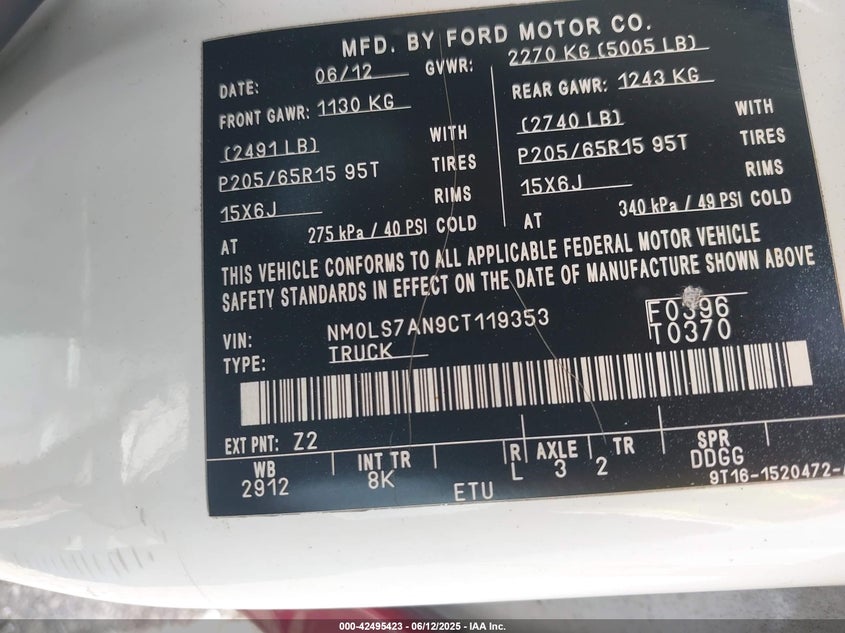 MFD. BY FORD MOTOR CO.
DATE: 06/12 GVWR: 2270 KG (5005 LB)
FRONT GAWR: 1130 KG REAR GAWR: 1243 KG
(2491 LB) WITH (2740 LB) WITH
P205/65R15 95T TIRES P205/65R15 95T TIRES
15X6J RIMS 15X6J RIMS
AT 275 kPa / 40 PSI COLD AT 340 kPa / 49 PSI COLD
THIS VEHICLE CONFORMS TO ALL APPLICABLE FEDERAL MOTOR VEHICLE
SAFETY STANDARDS IN EFFECT ON THE DATE OF MANUFACTURE SHOWN ABOVE
VIN: NM0LS7AN9CT119353 F0396
TYPE: TRUCK T0370
EXT PNT: Z2
WB INT TR R AXLE TR SPR
2912 8K L 3 2 DDGG
ETU 9T16-1520472-
000-42495423 - 06/12/2025 - IAA Inc.